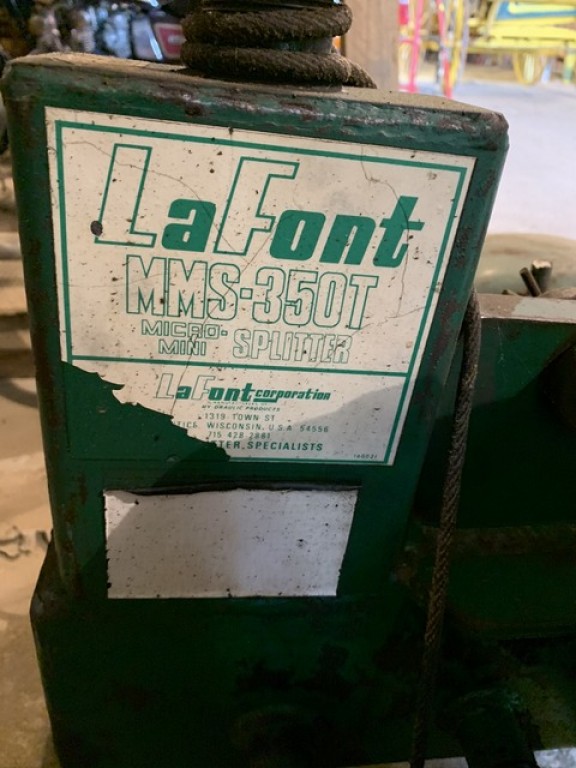 LaFont
MMS-350T
MICRO-
MINI SPLITTER
LaFont corporation
1319 TOWN ST
WISCONSIN, U.S.A. 54556
715 428 2881
SPECIALISTS